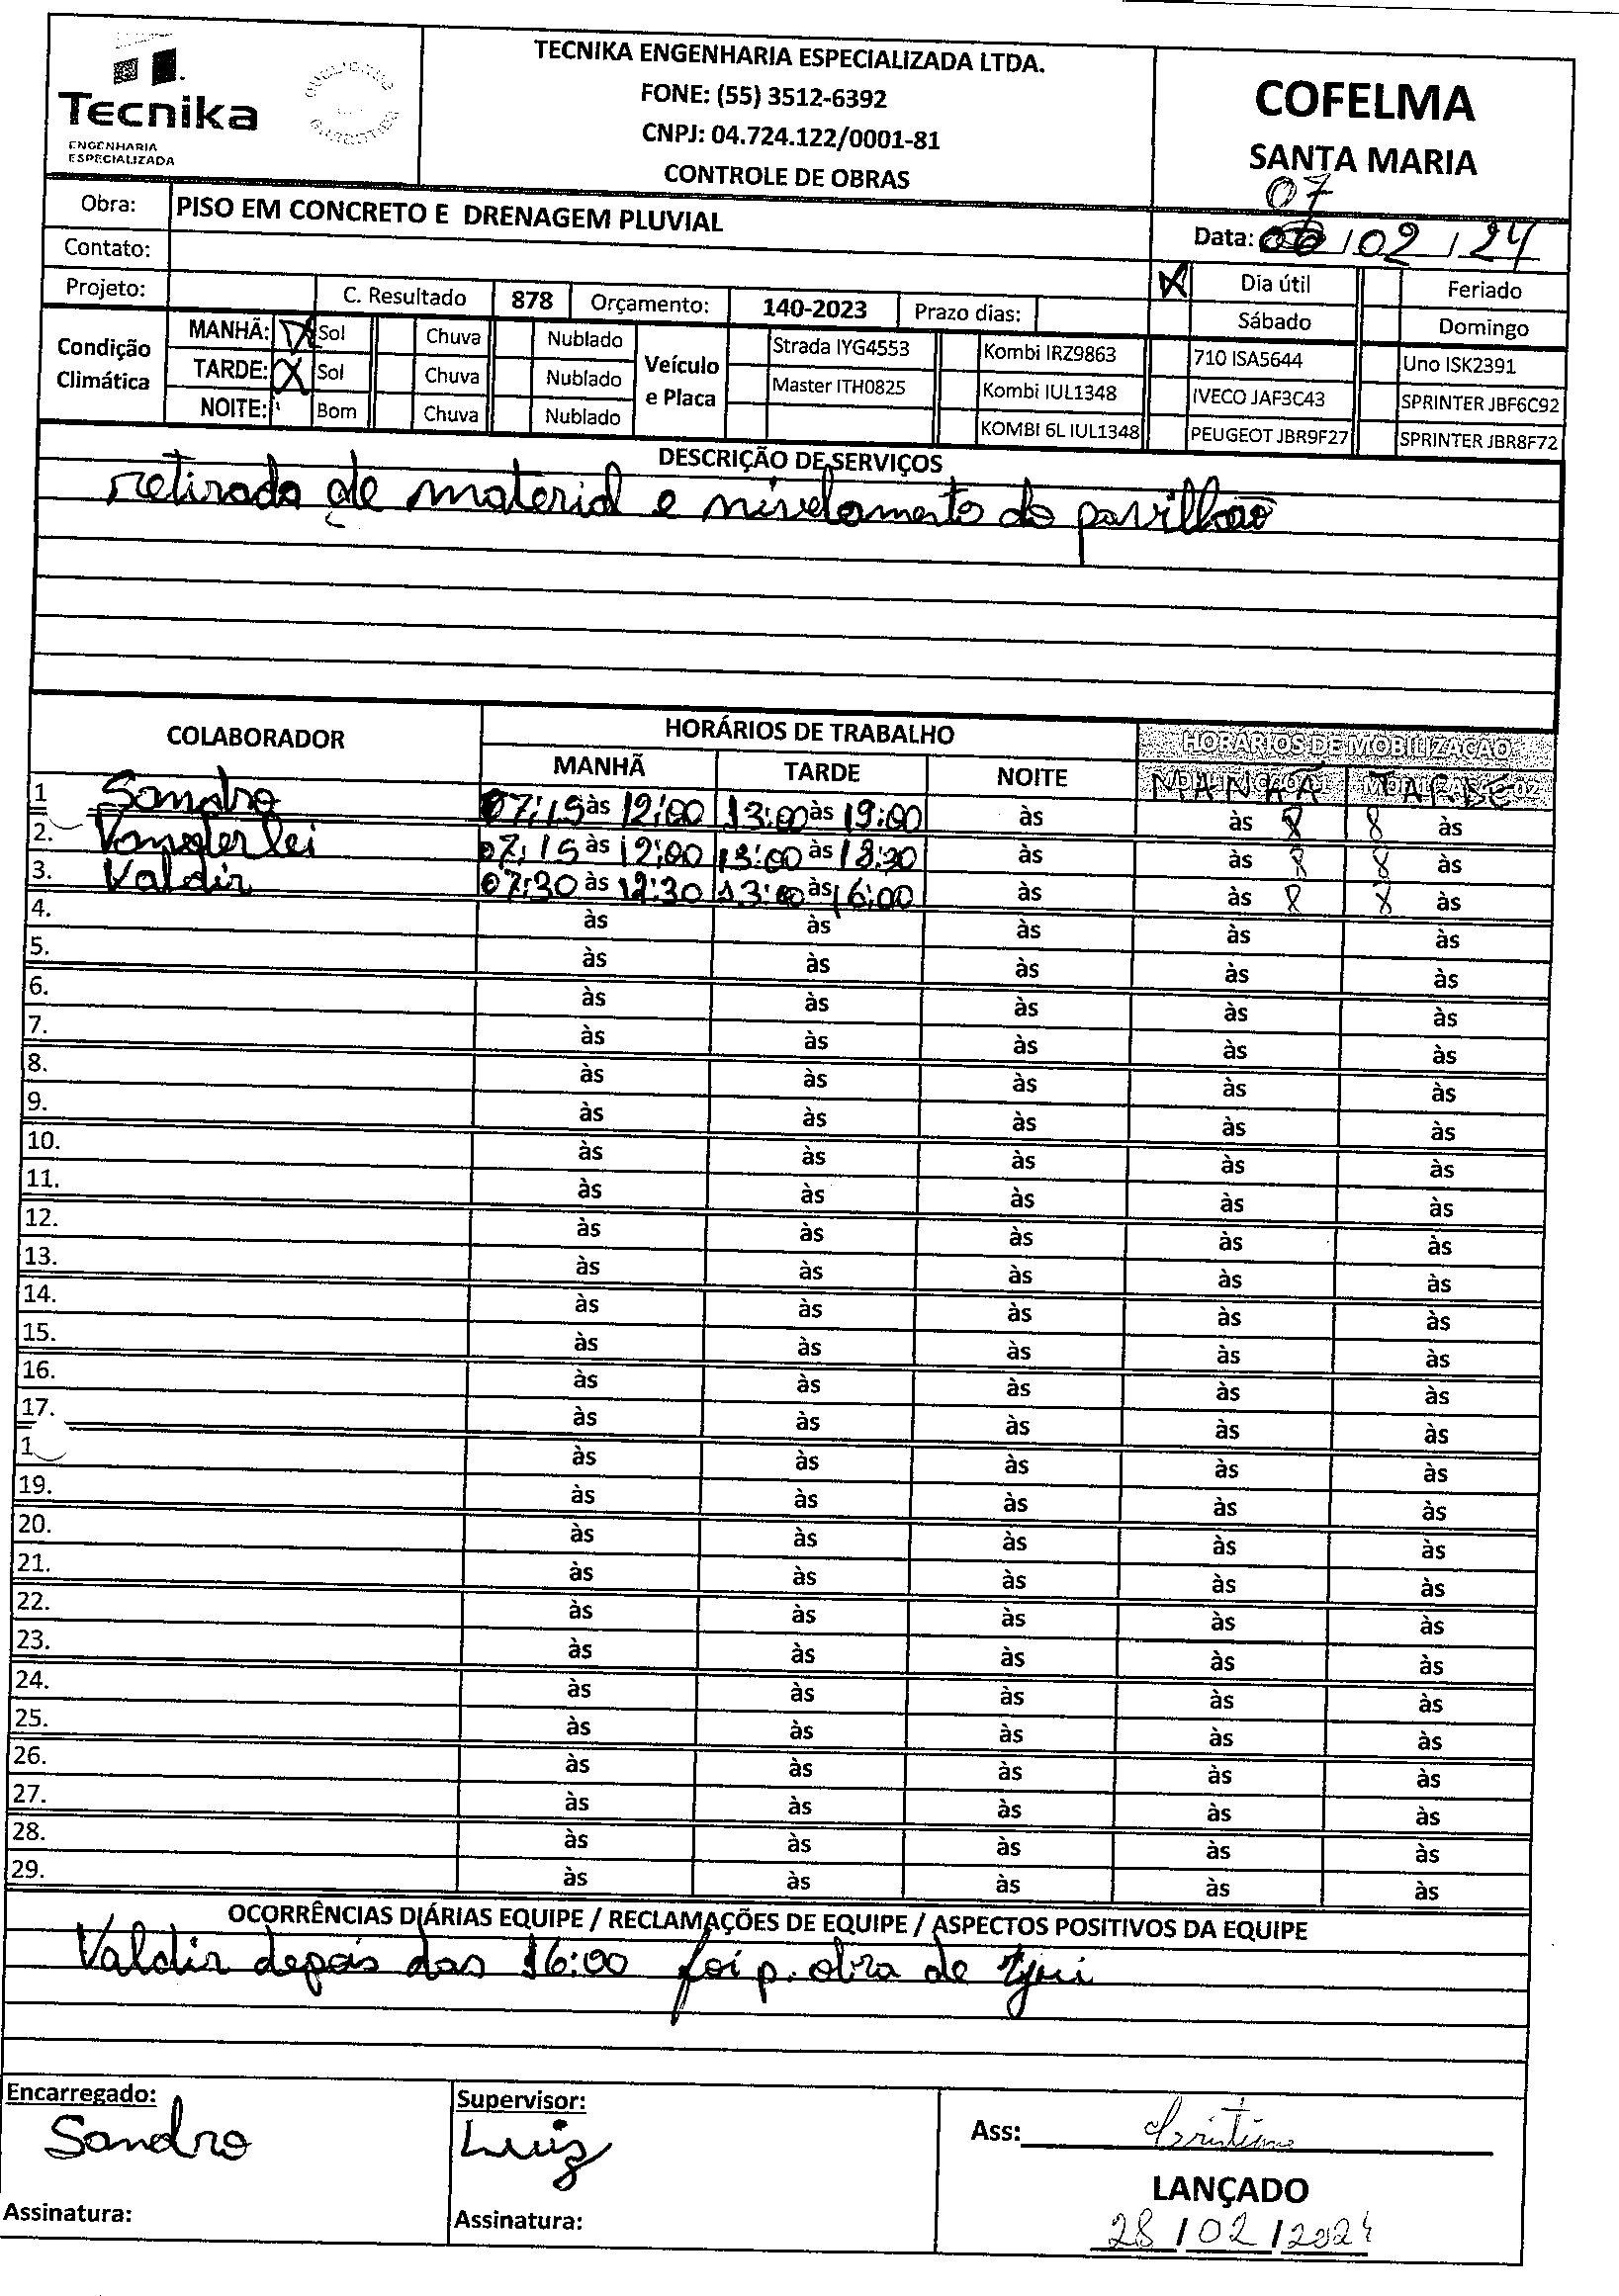 Tecnika
ENGENHARIA
ESPECIALIZADA
TECNIKA ENGENHARIA ESPECIALIZADA LTDA.
FONE: (55) 3512-6392
CNPJ: 04.724.122/0001-81
CONTROLE DE OBRAS
COFELMA
SANTA MARIA
Obra: PISO EM CONCRETO E DRENAGEM PLUVIAL
07
Data: /02/24
Contato:
X Dia útil Feriado
Projeto: C. Resultado 878 Orçamento: 140-2023 Prazo dias: Sábado Domingo
Condição Climática
MANHÃ: X Sol Chuva Nublado
TARDE: X Sol Chuva Nublado
NOITE: Bom Chuva Nublado
Veículo e Placa
Strada IYG4553 Kombi IRZ9863 710 ISA5644 Uno ISK2391
Master ITH0825 Kombi IUL1348 IVECO JAF3C43 SPRINTER JBF6C92
KOMBI 6L IUL1348 PEUGEOT JBR9F27 SPRINTER JBR8F72
DESCRIÇÃO DE SERVIÇOS
retirada de material e nivelamento do pavilhão
COLABORADOR HORÁRIOS DE TRABALHO HORÁRIOS DE MOBILIZAÇÃO
MANHÃ TARDE NOITE MANHÃ TARDE
1 Sandro 07:15 às 12:00 13:00 às 19:00 às às 8 8 às
2. Vanderlei 07:15 às 12:00 13:00 às 18:30 às às 8 8 às
3. Valdir 07:30 às 12:30 13:00 às 16:00 às às 8 8 às
4. às às às às às
5. às às às às às
6. às às às às às
7. às às às às às
8. às às às às às
9. às às às às às
10. às às às às às
11. às às às às às
12. às às às às às
13. às às às às às
14. às às às às às
15. às às às às às
16. às às às às às
17. às às às às às
1 às às às às às
19. às às às às às
20. às às às às às
21. às às às às às
22. às às às às às
23. às às às às às
24. às às às às às
25. às às às às às
26. às às às às às
27. às às às às às
28. às às às às às
29. às às às às às
OCORRÊNCIAS DIÁRIAS EQUIPE / RECLAMAÇÕES DE EQUIPE / ASPECTOS POSITIVOS DA EQUIPE
Valdir depois das 16:00 foi p. obra de
Encarregado:
Sandro
Assinatura:
Supervisor:
Luiz
Assinatura:
Ass:
LANÇADO
28/02/2024